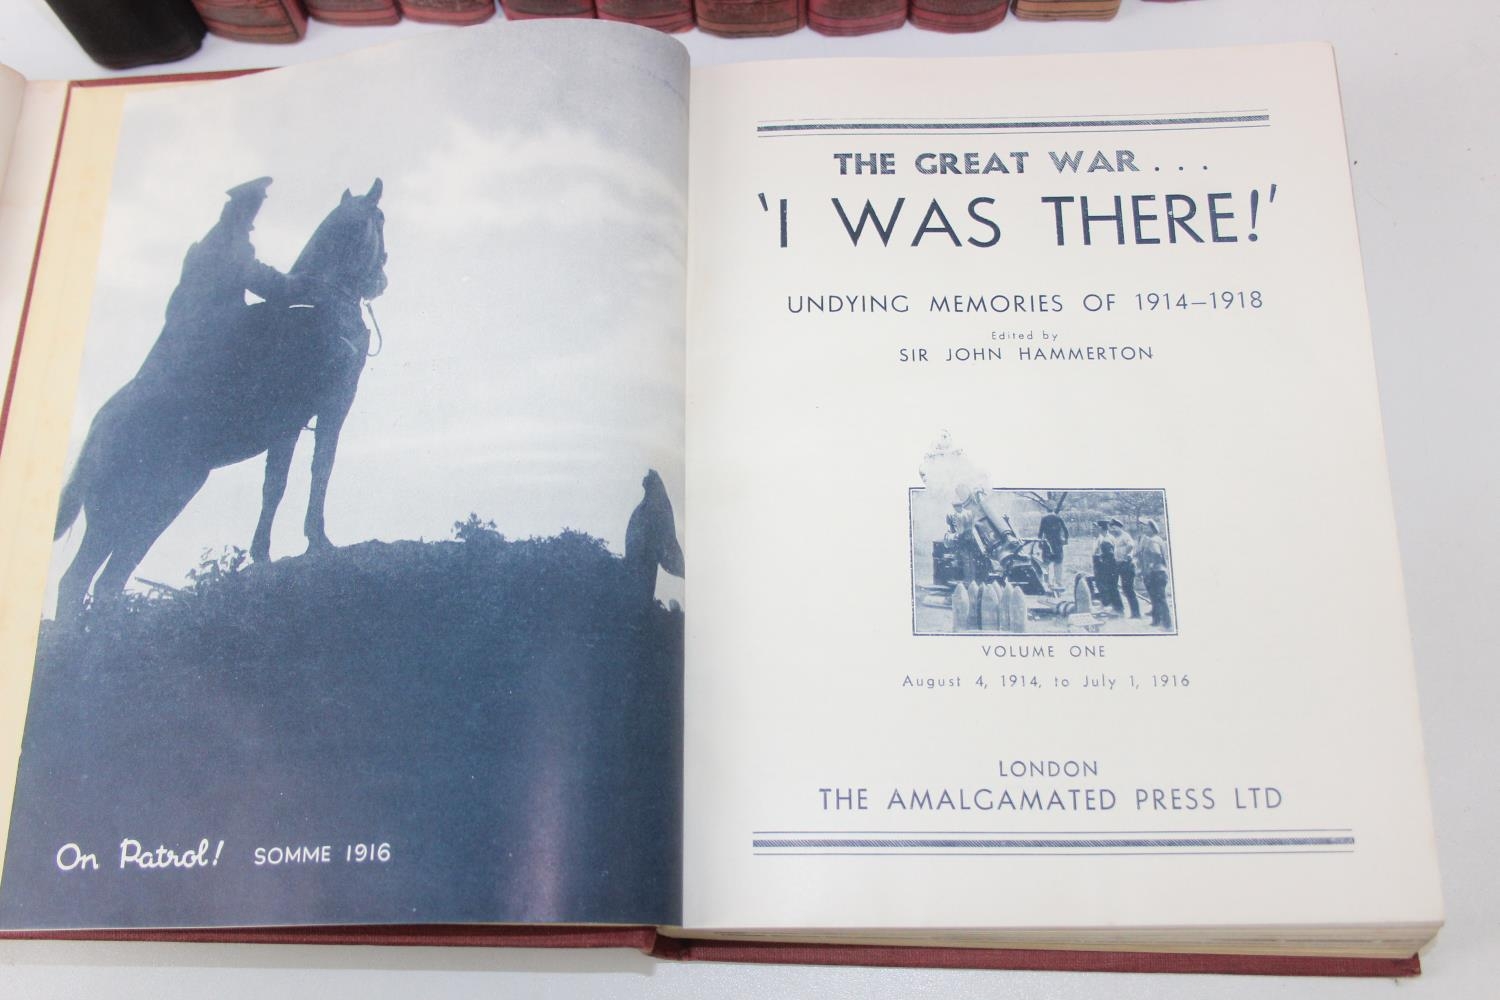 On Patrol! SOMME 1916
THE GREAT WAR...
'I WAS THERE!'
UNDYING MEMORIES OF 1914–1918
Edited by
SIR JOHN HAMMERTON
VOLUME ONE
August 4, 1914, to July 1, 1916
LONDON
THE AMALGAMATED PRESS LTD